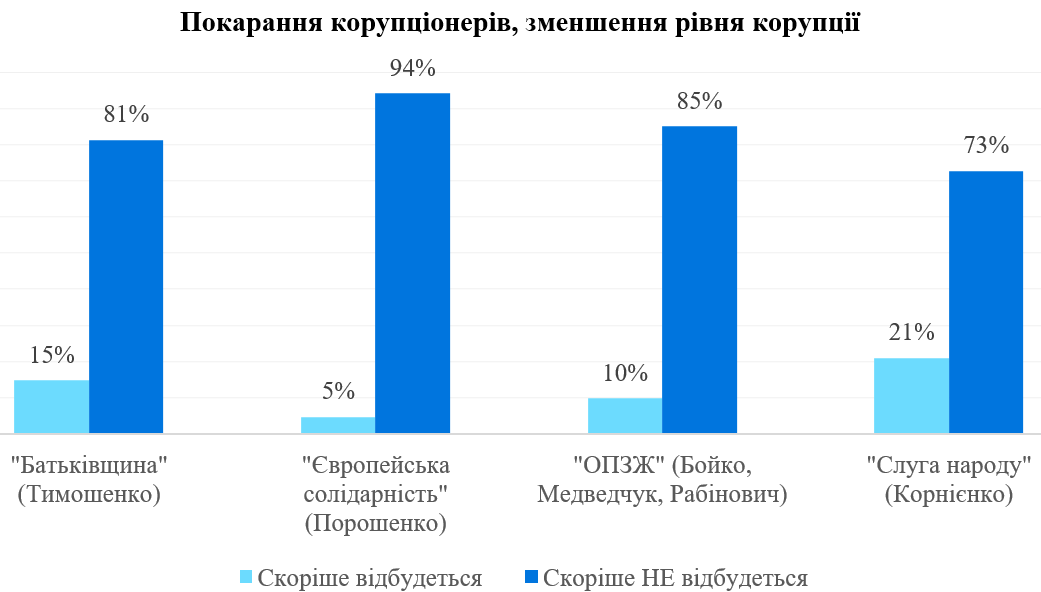 Покарання корупціонерів, зменшення рівня корупції
94%
81%
85%
73%
15%
5%
10%
21%
"Батьківщина"
(Тимошенко)
"Європейська
солідарність"
(Порошенко)
"ОПЗЖ" (Бойко,
Медведчук, Рабінович)
"Слуга народу"
(Корнієнко)
Скоріше відбудеться
Скоріше НЕ відбудеться